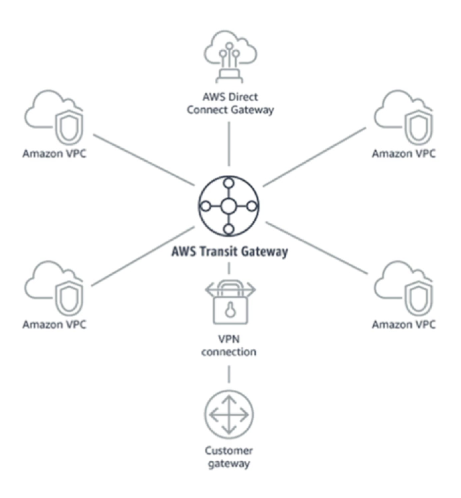 AWS Direct
Connect Gateway
Amazon VPC
Amazon VPC
AWS Transit Gateway
Amazon VPC
Amazon VPC
VPN
connection
Customer
gateway